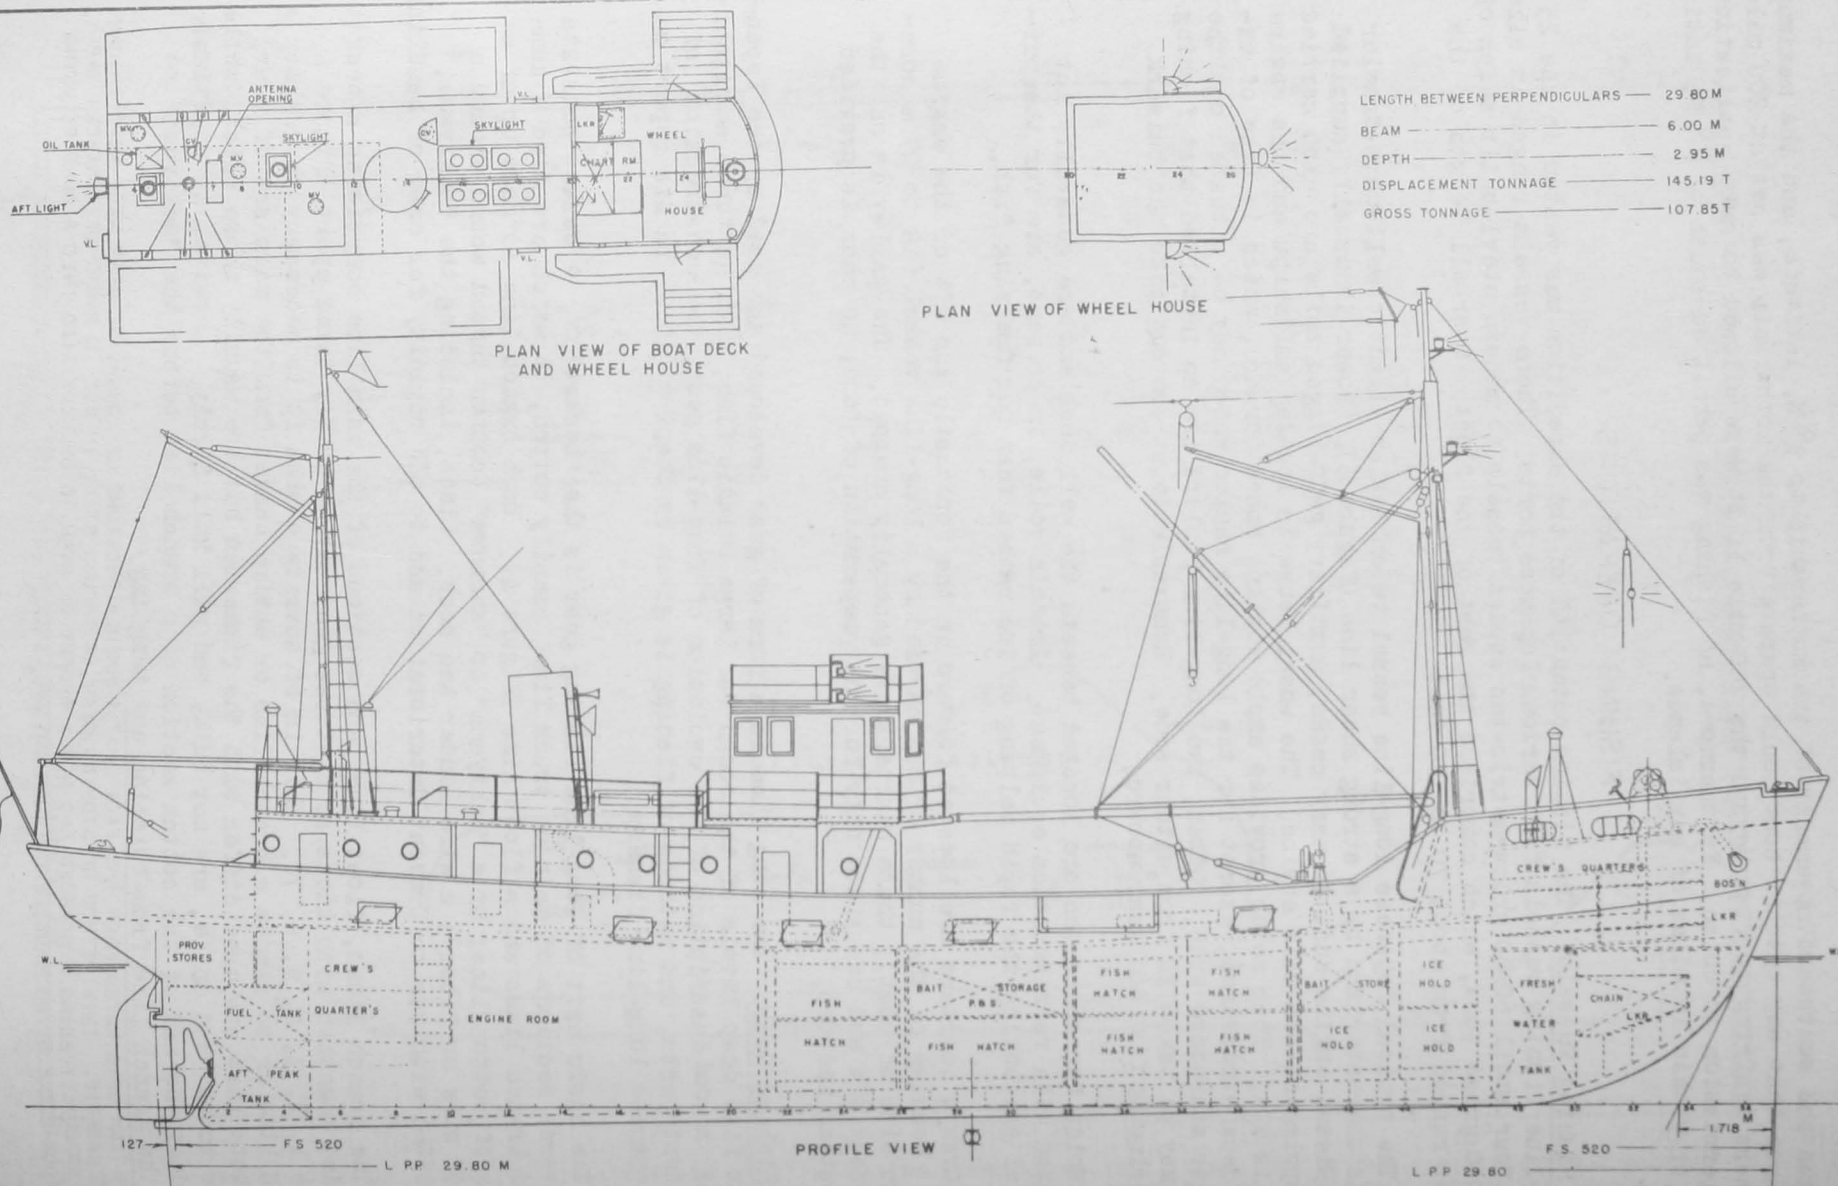 ANTENNA
OPENING
OIL TANK
M.V.
C.V.
SKYLIGHT
M.V.
M.V.
AFT LIGHT
V.L.
V.L.
C.V.
SKYLIGHT
LKR
WHEEL
CHART RM
HOUSE
V.L.
PLAN VIEW OF BOAT DECK
AND WHEEL HOUSE
20 22 24 26
PLAN VIEW OF WHEEL HOUSE
LENGTH BETWEEN PERPENDICULARS — 29.80 M
BEAM — 6.00 M
DEPTH — 2.95 M
DISPLACEMENT TONNAGE — 145.19 T
GROSS TONNAGE — 107.85 T
W.L.
PROV
STORES
CREW'S
QUARTER'S
FUEL TANK
AFT PEAK
TANK
ENGINE ROOM
FISH
HATCH
BAIT STORAGE
P.& S
FISH HATCH
FISH
HATCH
FISH
HATCH
FISH
HATCH
FISH
HATCH
BAIT STORE
ICE
HOLD
ICE
HOLD
ICE
HOLD
FRESH
WATER
TANK
CHAIN
LKR
CREW'S QUARTERS
BOS'N
LKR
W.
127
F S 520
L P.P. 29.80 M
PROFILE VIEW
M
1.718
F.S. 520
L P P 29.80